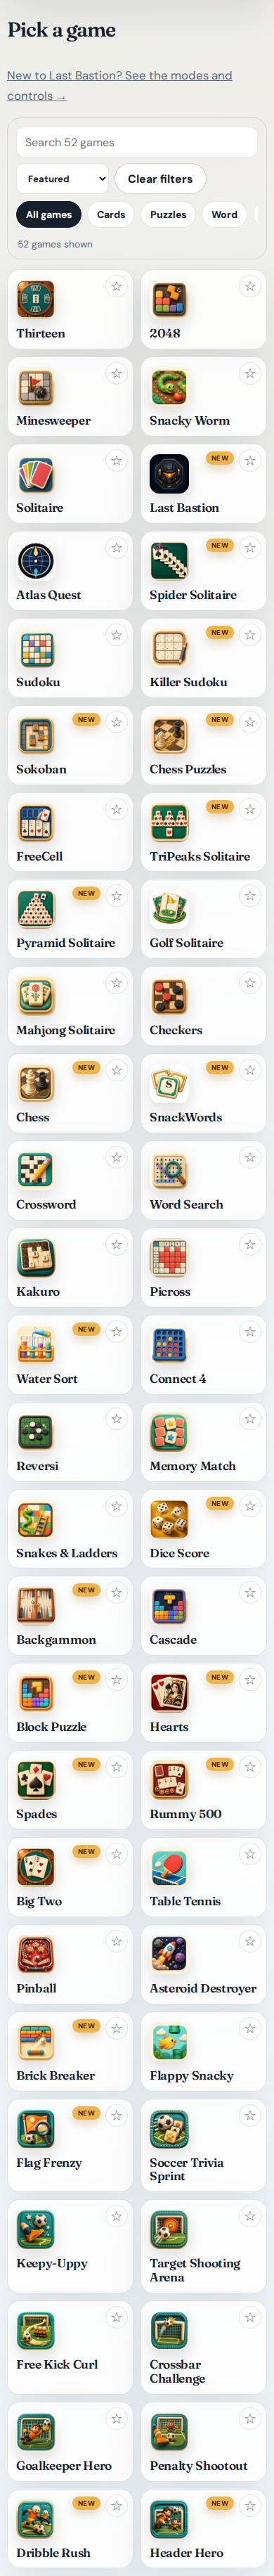 Pick a game
New to Last Bastion? See the modes and
controls →
Search 52 games
Featured
Clear filters
All games
Cards
Puzzles
Word
52 games shown
Thirteen
2048
Minesweeper
Snacky Worm
Solitaire
NEW
Last Bastion
Atlas Quest
NEW
Spider Solitaire
Sudoku
NEW
Killer Sudoku
NEW
Sokoban
NEW
Chess Puzzles
FreeCell
NEW
TriPeaks Solitaire
NEW
Pyramid Solitaire
Golf Solitaire
Mahjong Solitaire
Checkers
NEW
Chess
NEW
S
SnackWords
Crossword
Word Search
Kakuro
Picross
NEW
Water Sort
Connect 4
Reversi
Memory Match
Snakes & Ladders
NEW
Dice Score
NEW
Backgammon
Cascade
NEW
Block Puzzle
NEW
Hearts
NEW
Spades
NEW
Rummy 500
NEW
Big Two
Table Tennis
Pinball
Asteroid Destroyer
NEW
Brick Breaker
Flappy Snacky
NEW
Flag Frenzy
Soccer Trivia
Sprint
Keepy-Uppy
Target Shooting
Arena
Free Kick Curl
Crossbar
Challenge
Goalkeeper Hero
Penalty Shootout
NEW
Dribble Rush
NEW
Header Hero